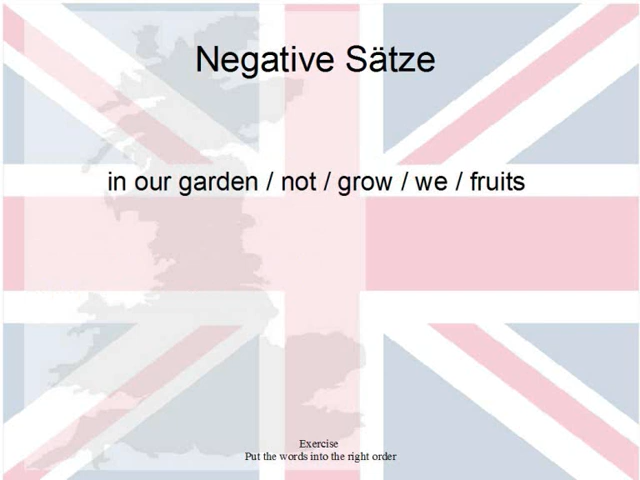 Negative Sätze
in our garden / not / grow / we / fruits
Exercise
Put the words into the right order